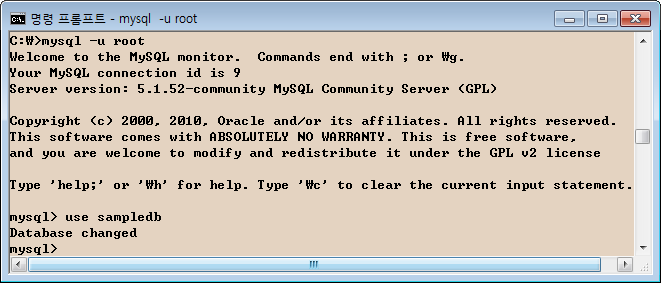 명령 프롬프트 - mysql  -u root
C:₩>mysql -u root
Welcome to the MySQL monitor.  Commands end with ; or ₩g.
Your MySQL connection id is 9
Server version: 5.1.52-community MySQL Community Server (GPL)
Copyright (c) 2000, 2010, Oracle and/or its affiliates. All rights reserved.
This software comes with ABSOLUTELY NO WARRANTY. This is free software,
and you are welcome to modify and redistribute it under the GPL v2 license
Type 'help;' or '₩h' for help. Type '₩c' to clear the current input statement.
mysql> use sampledb
Database changed
mysql>